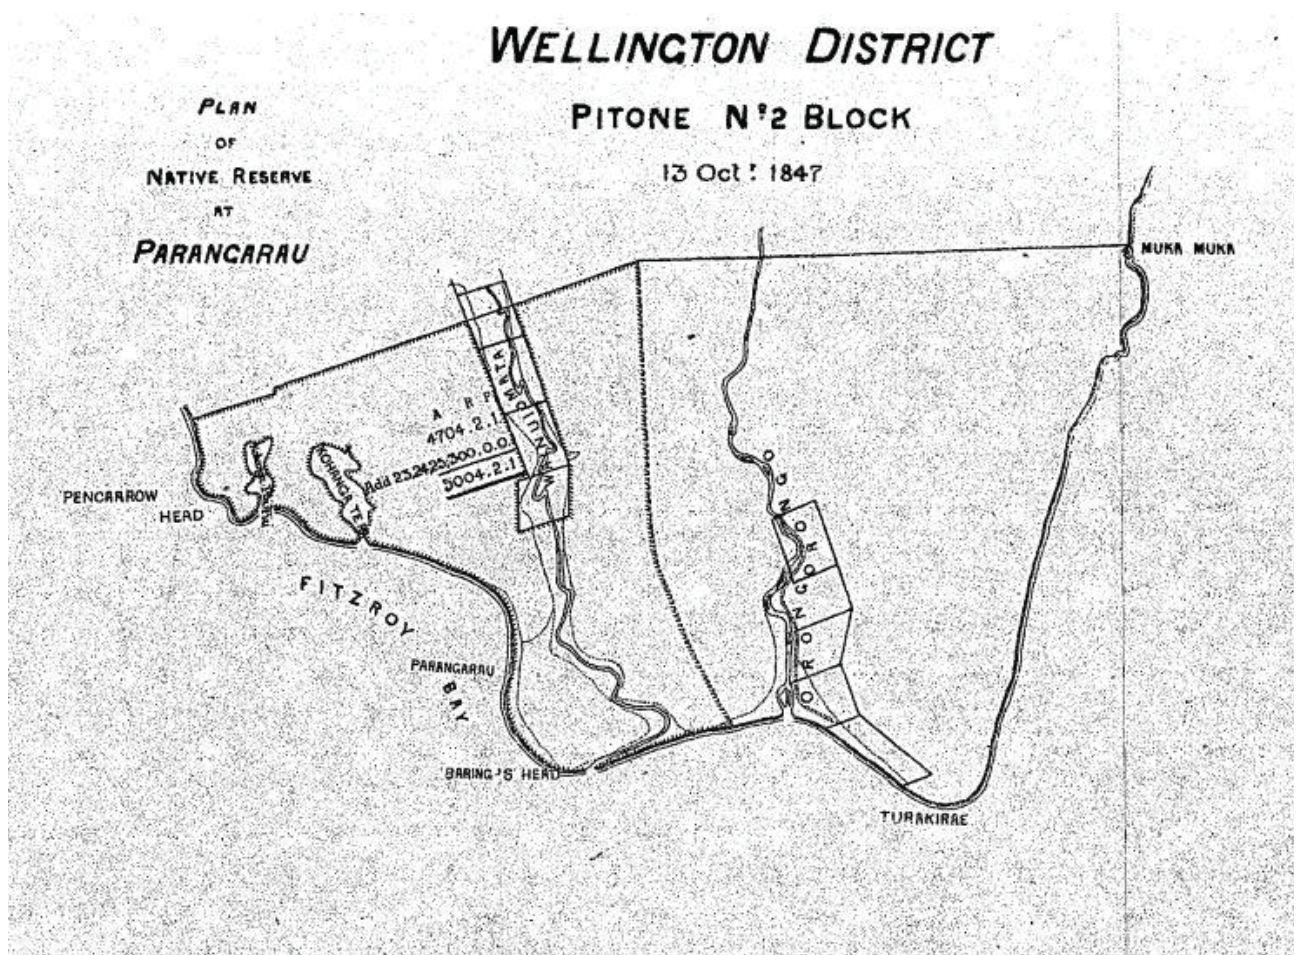 WELLINGTON DISTRICT
PITONE Nº2 BLOCK
13 Octr. 1847
PLAN
OF
NATIVE RESERVE
AT
PARANGARAU
MUKA MUKA
A R P
4704.2.1
Add 23,24,25,300.0.0
5004.2.1
WAINUIOMATA
KOHANGA TE
PENCARROW
HEAD
FITZROY
BAY
PARANGARAU
BARING'S HEAD
ORONGORONGO
TURAKIRAE